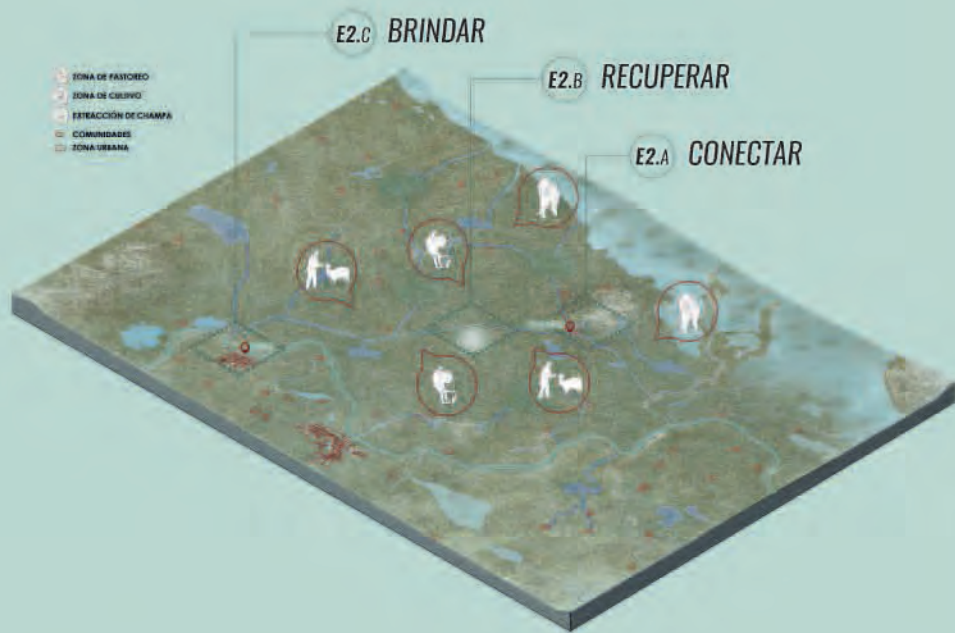 E2.C BRINDAR
E2.B RECUPERAR
E2.A CONECTAR
ZONA DE PASTOREO
ZONA DE CULTIVO
EXTRACCIÓN DE CHAMPA
COMUNIDADES
ZONA URBANA